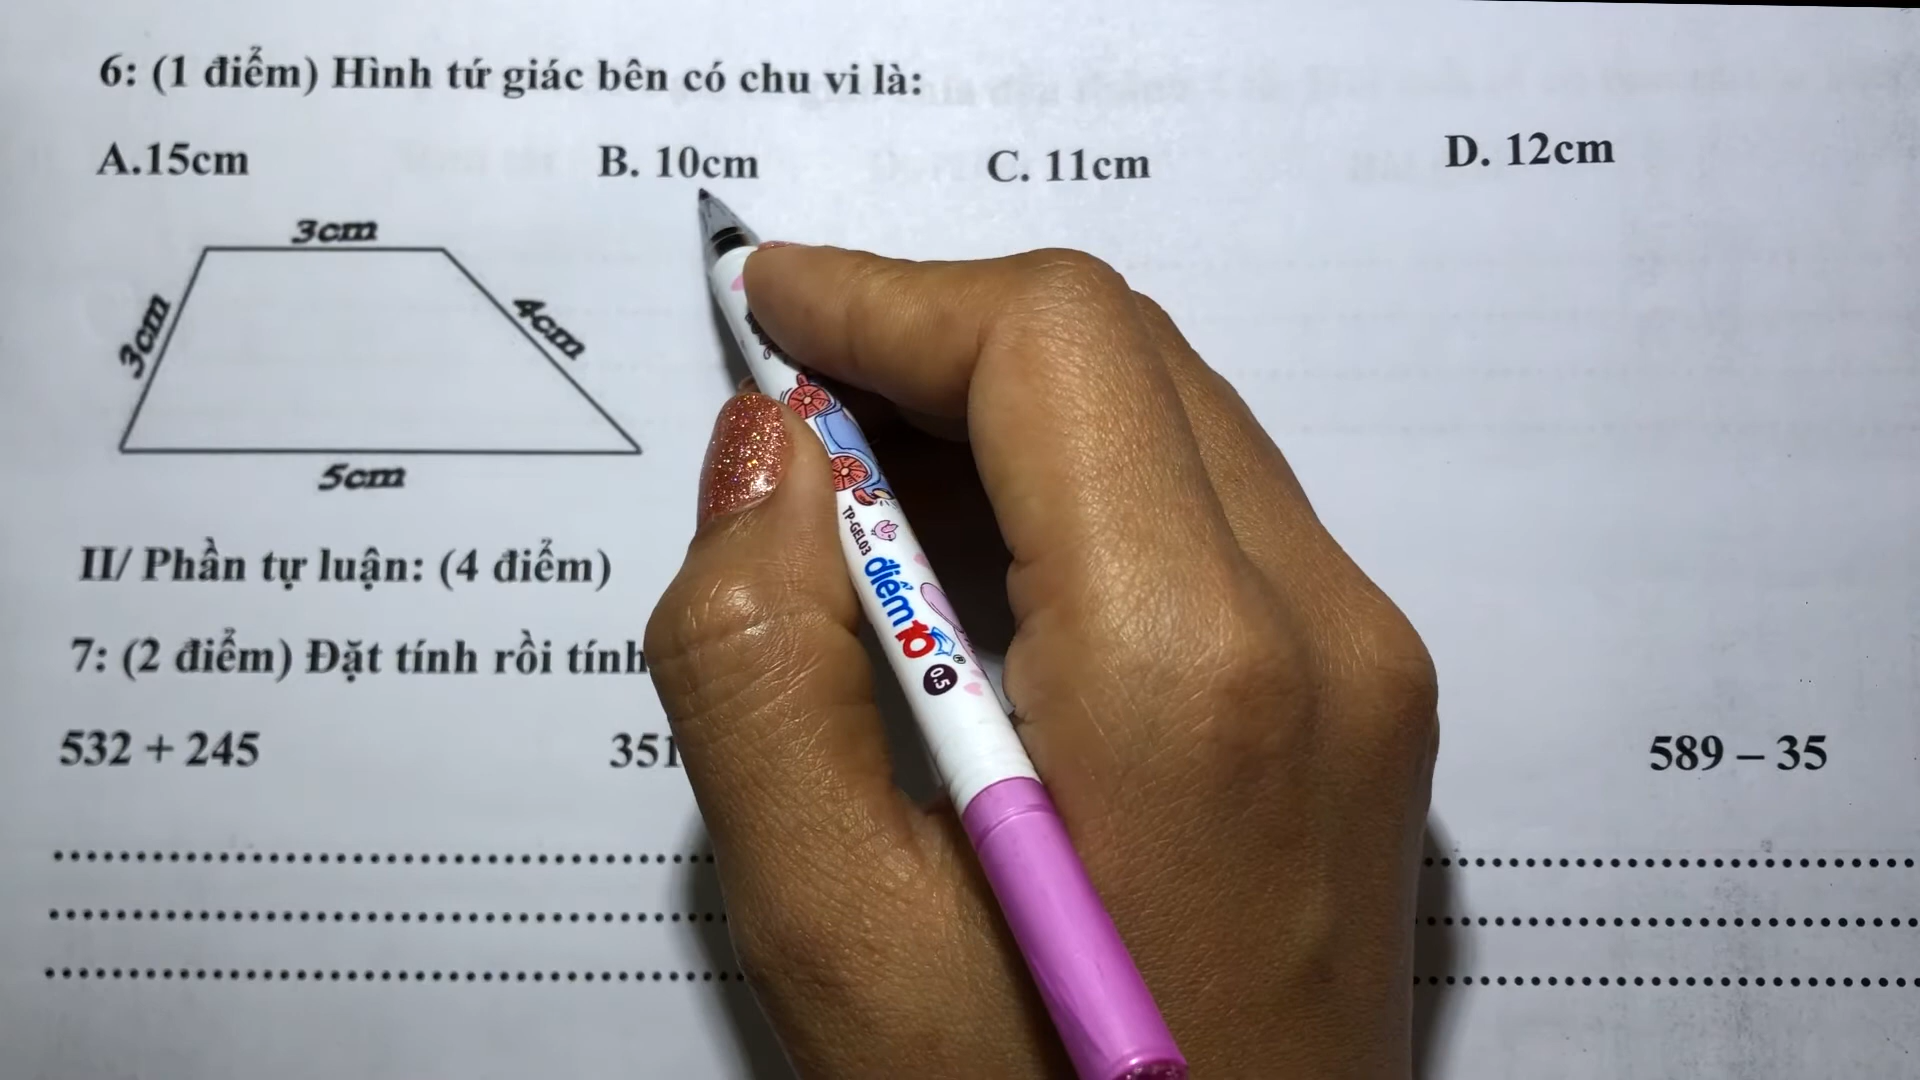 6: (1 điểm) Hình tứ giác bên có chu vi là:
A.15cm B. 10cm C. 11cm D. 12cm
3cm
3cm
4cm
5cm
II/ Phần tự luận: (4 điểm)
7: (2 điểm) Đặt tính rồi tính
532 + 245 351 589 – 35
TP-GEL03
điểm 10
®
0.5